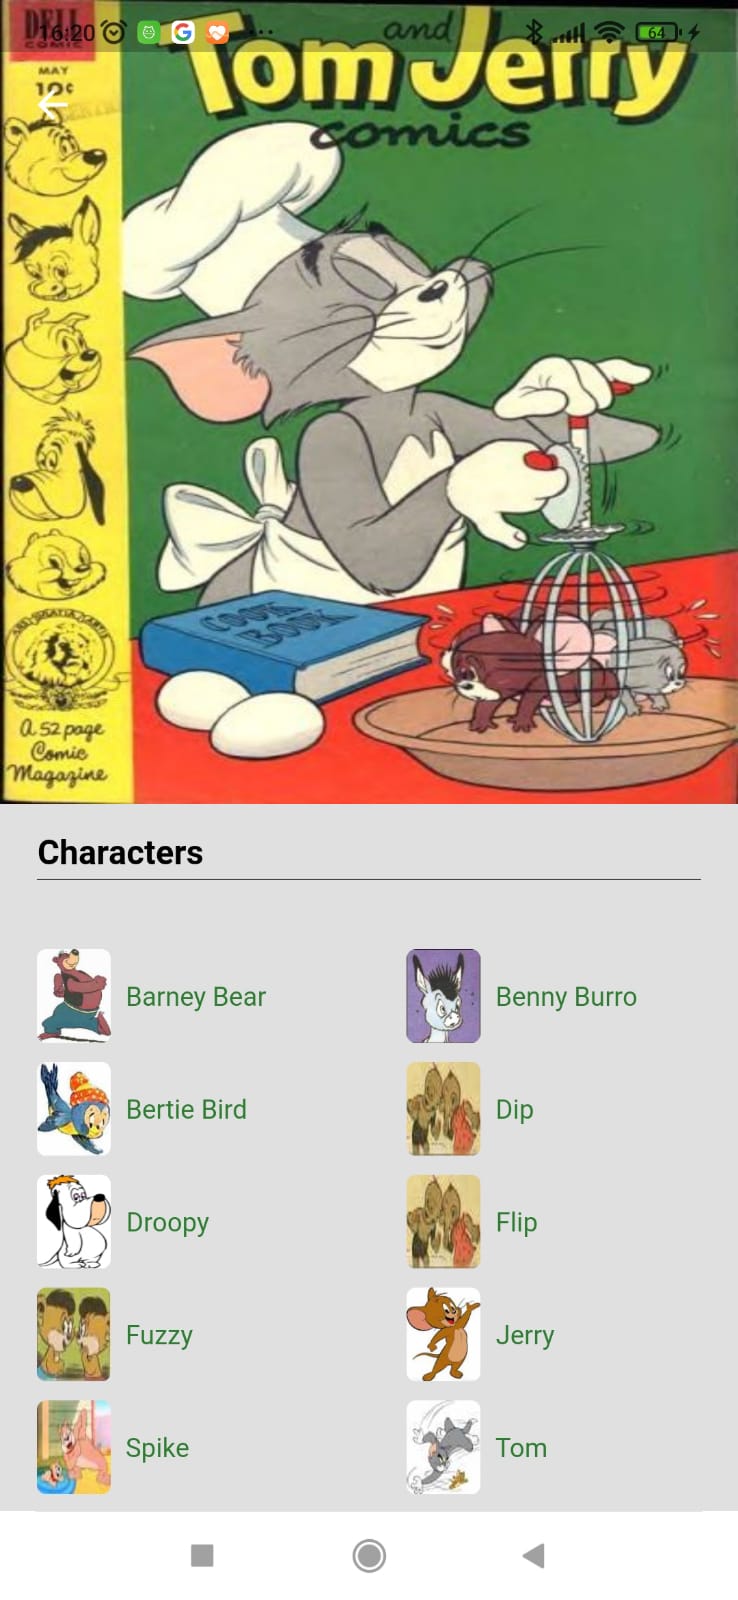 DELL
COMIC
16:20
64
MAY
10¢
and
Tom Jerry
comics
COOK
BOOK
A 52 page
Comic
Magazine
Characters
Barney Bear
Benny Burro
Bertie Bird
Dip
Droopy
Flip
Fuzzy
Jerry
Spike
Tom